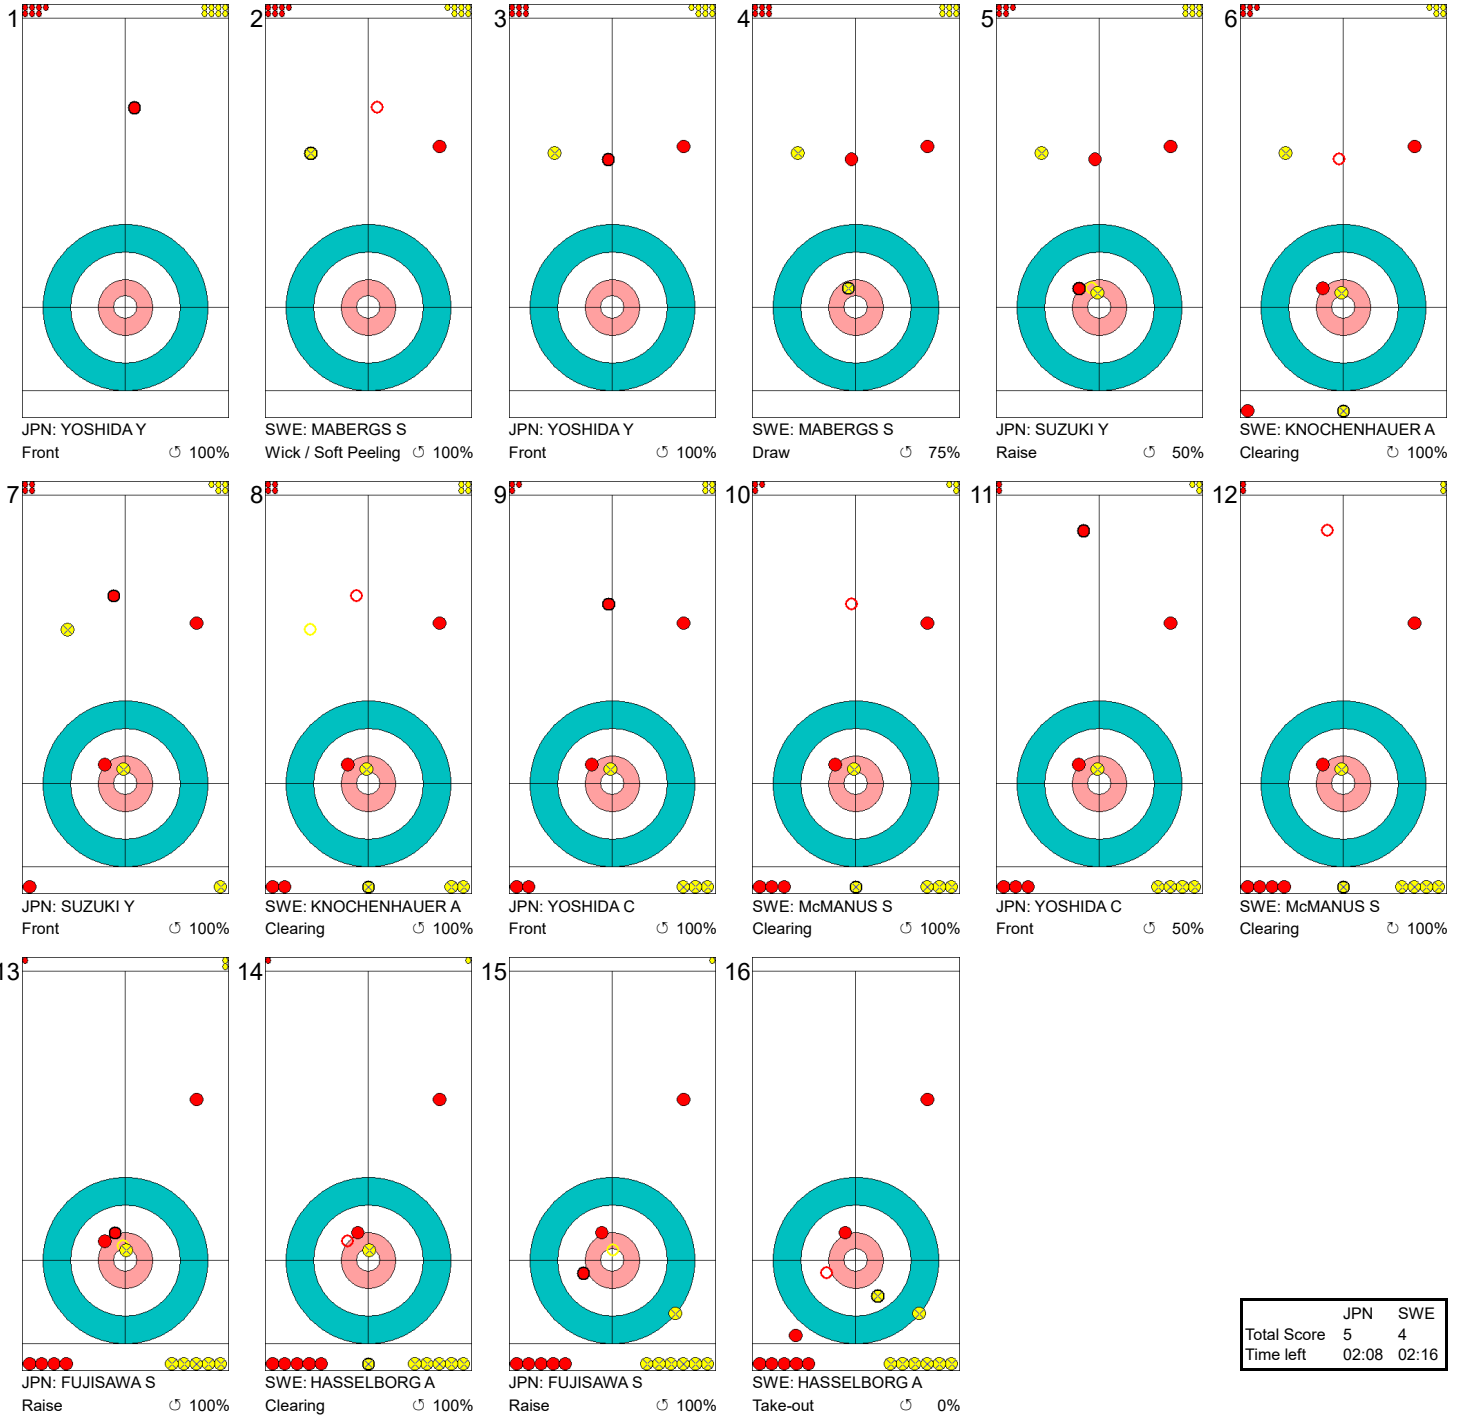 1 2 3 4 5 6
JPN: YOSHIDA Y SWE: MABERGS S JPN: YOSHIDA Y SWE: MABERGS S JPN: SUZUKI Y SWE: KNOCHENHAUER A
Front ↺ 100% Wick / Soft Peeling ↺ 100% Front ↺ 100% Draw ↺ 75% Raise ↺ 50% Clearing ↻ 100%
7 8 9 10 11 12
JPN: SUZUKI Y SWE: KNOCHENHAUER A JPN: YOSHIDA C SWE: McMANUS S JPN: YOSHIDA C SWE: McMANUS S
Front ↺ 100% Clearing ↺ 100% Front ↺ 100% Clearing ↺ 100% Front ↺ 50% Clearing ↻ 100%
13 14 15 16
JPN: FUJISAWA S SWE: HASSELBORG A JPN: FUJISAWA S SWE: HASSELBORG A
Raise ↺ 100% Clearing ↺ 100% Raise ↺ 100% Take-out ↺ 0%
JPN SWE
Total Score 5 4
Time left 02:08 02:16